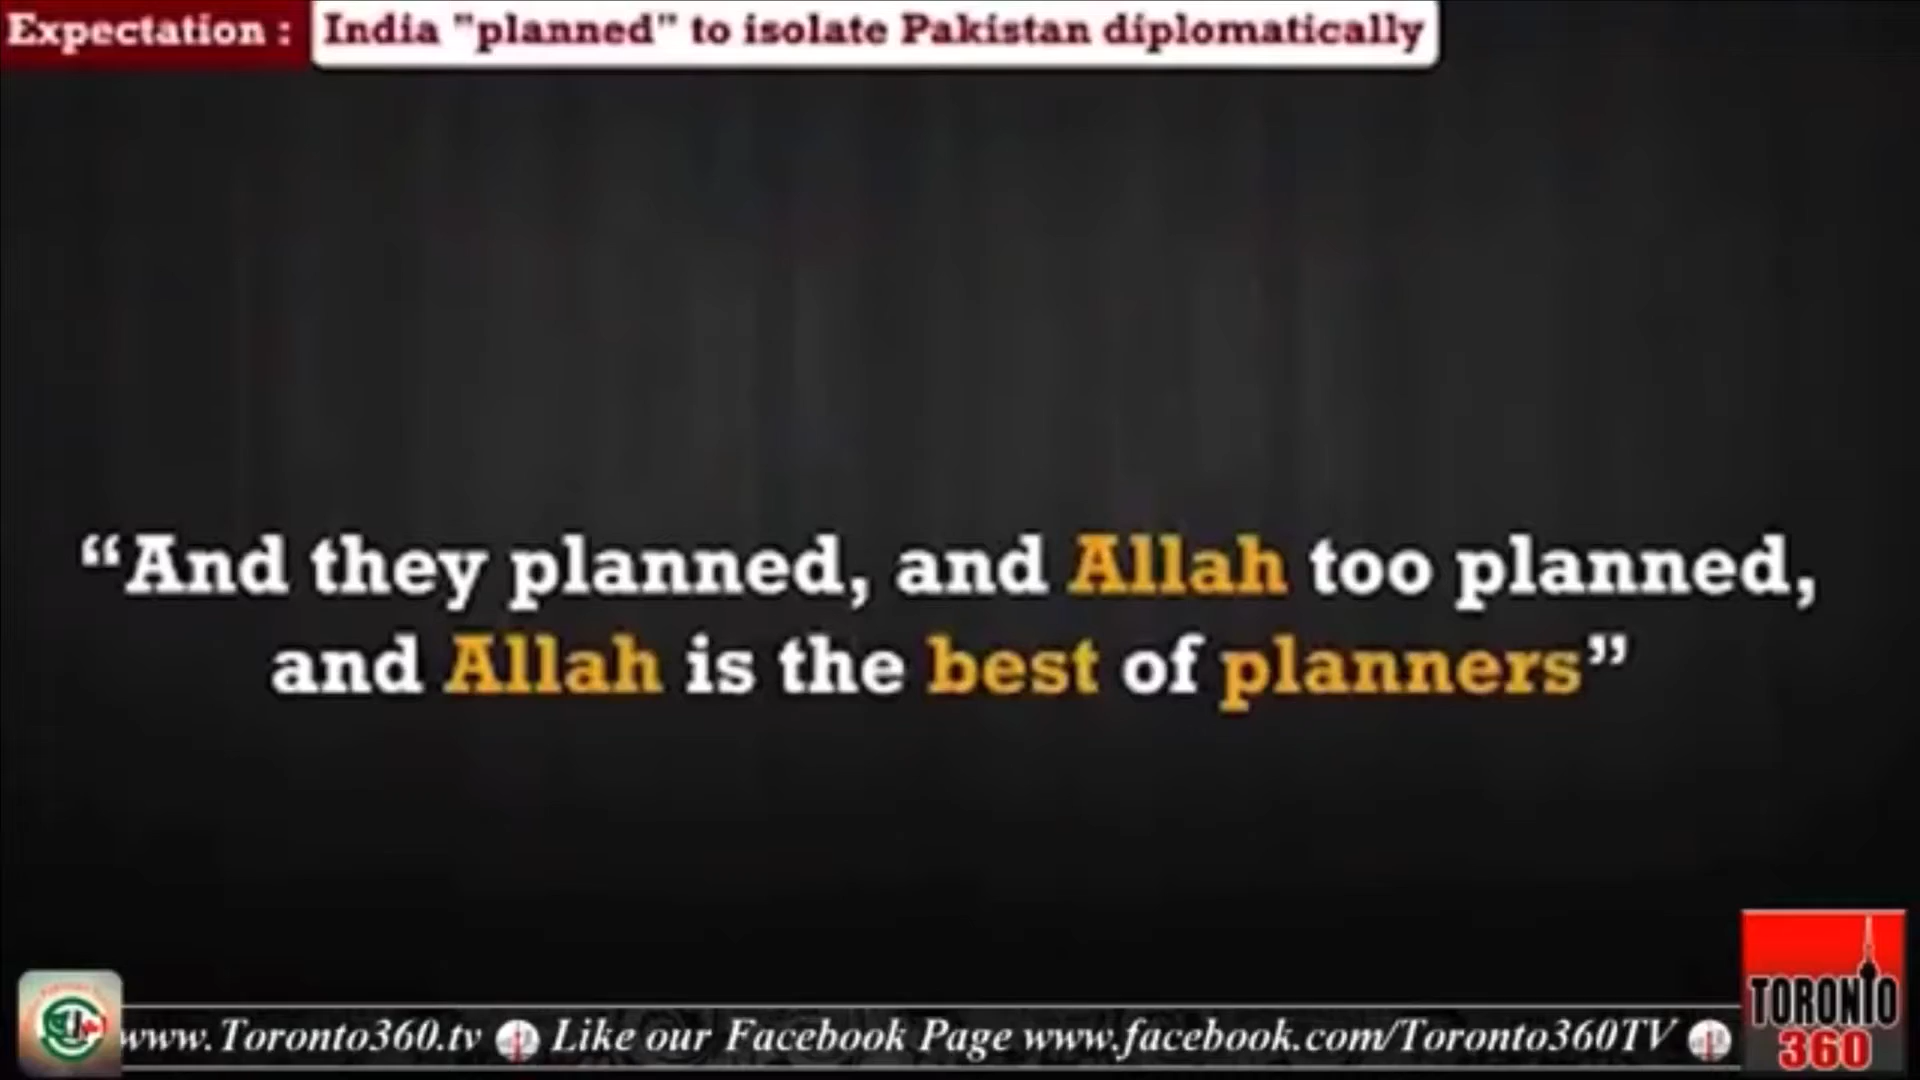 Expectation : India "planned" to isolate Pakistan diplomatically
“And they planned, and Allah too planned,
and Allah is the best of planners”
www.Toronto360.tv Like our Facebook Page www.facebook.com/Toronto360TV
TORONTO
360